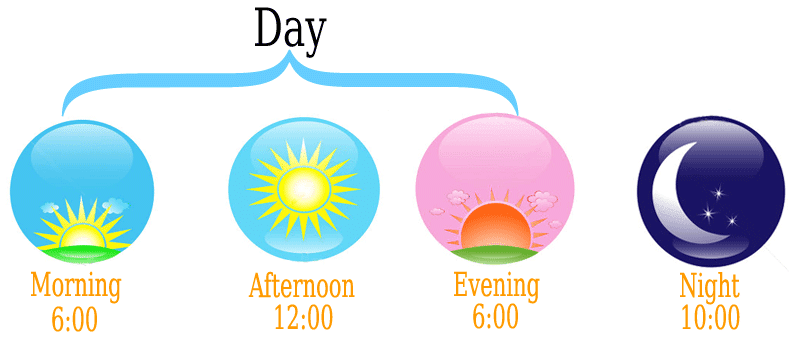 Day
Morning
6:00
Afternoon
12:00
Evening
6:00
Night
10:00